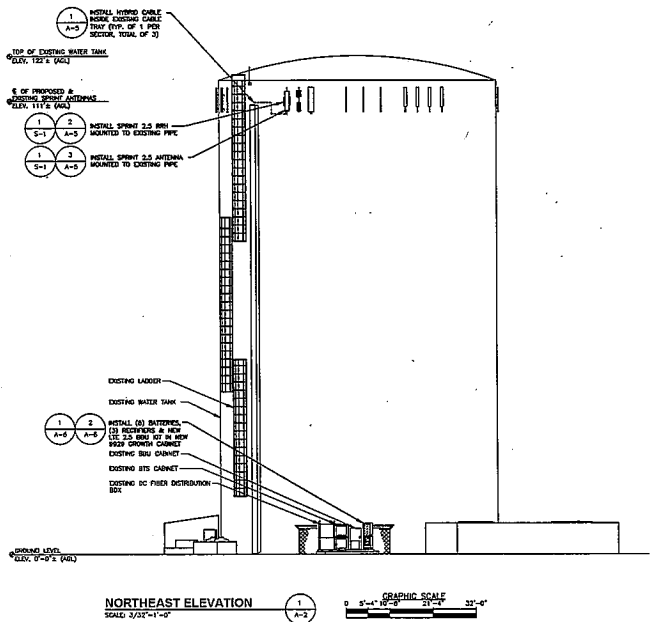 1
A-5
INSTALL HYBRID CABLE
INSIDE EXISTING CABLE
TRAY (TYP. OF 1 PER
SECTOR, TOTAL OF 3)
TOP OF EXISTING WATER TANK
ELEV. 122'± (AGL)
℄ OF PROPOSED &
EXISTING SPRINT ANTENNAS
ELEV. 111'± (AGL)
1
S-1
2
A-5
INSTALL SPRINT 2.5 RRH
MOUNTED TO EXISTING PIPE
1
S-1
3
A-5
INSTALL SPRINT 2.5 ANTENNA
MOUNTED TO EXISTING PIPE
EXISTING LADDER
EXISTING WATER TANK
1
A-6
2
A-6
INSTALL (6) BATTERIES,
(3) RECTIFIERS & NEW
LTE 2.5 BBU KIT IN NEW
9929 GROWTH CABINET
EXISTING BBU CABINET
EXISTING BTS CABINET
EXISTING DC FIBER DISTRIBUTION
BOX
GROUND LEVEL
ELEV. 0'-0"± (AGL)
NORTHEAST ELEVATION
SCALE: 3/32"=1'-0"
1
A-2
GRAPHIC SCALE
0 5'-4" 10'-8" 21'-4" 32'-0"